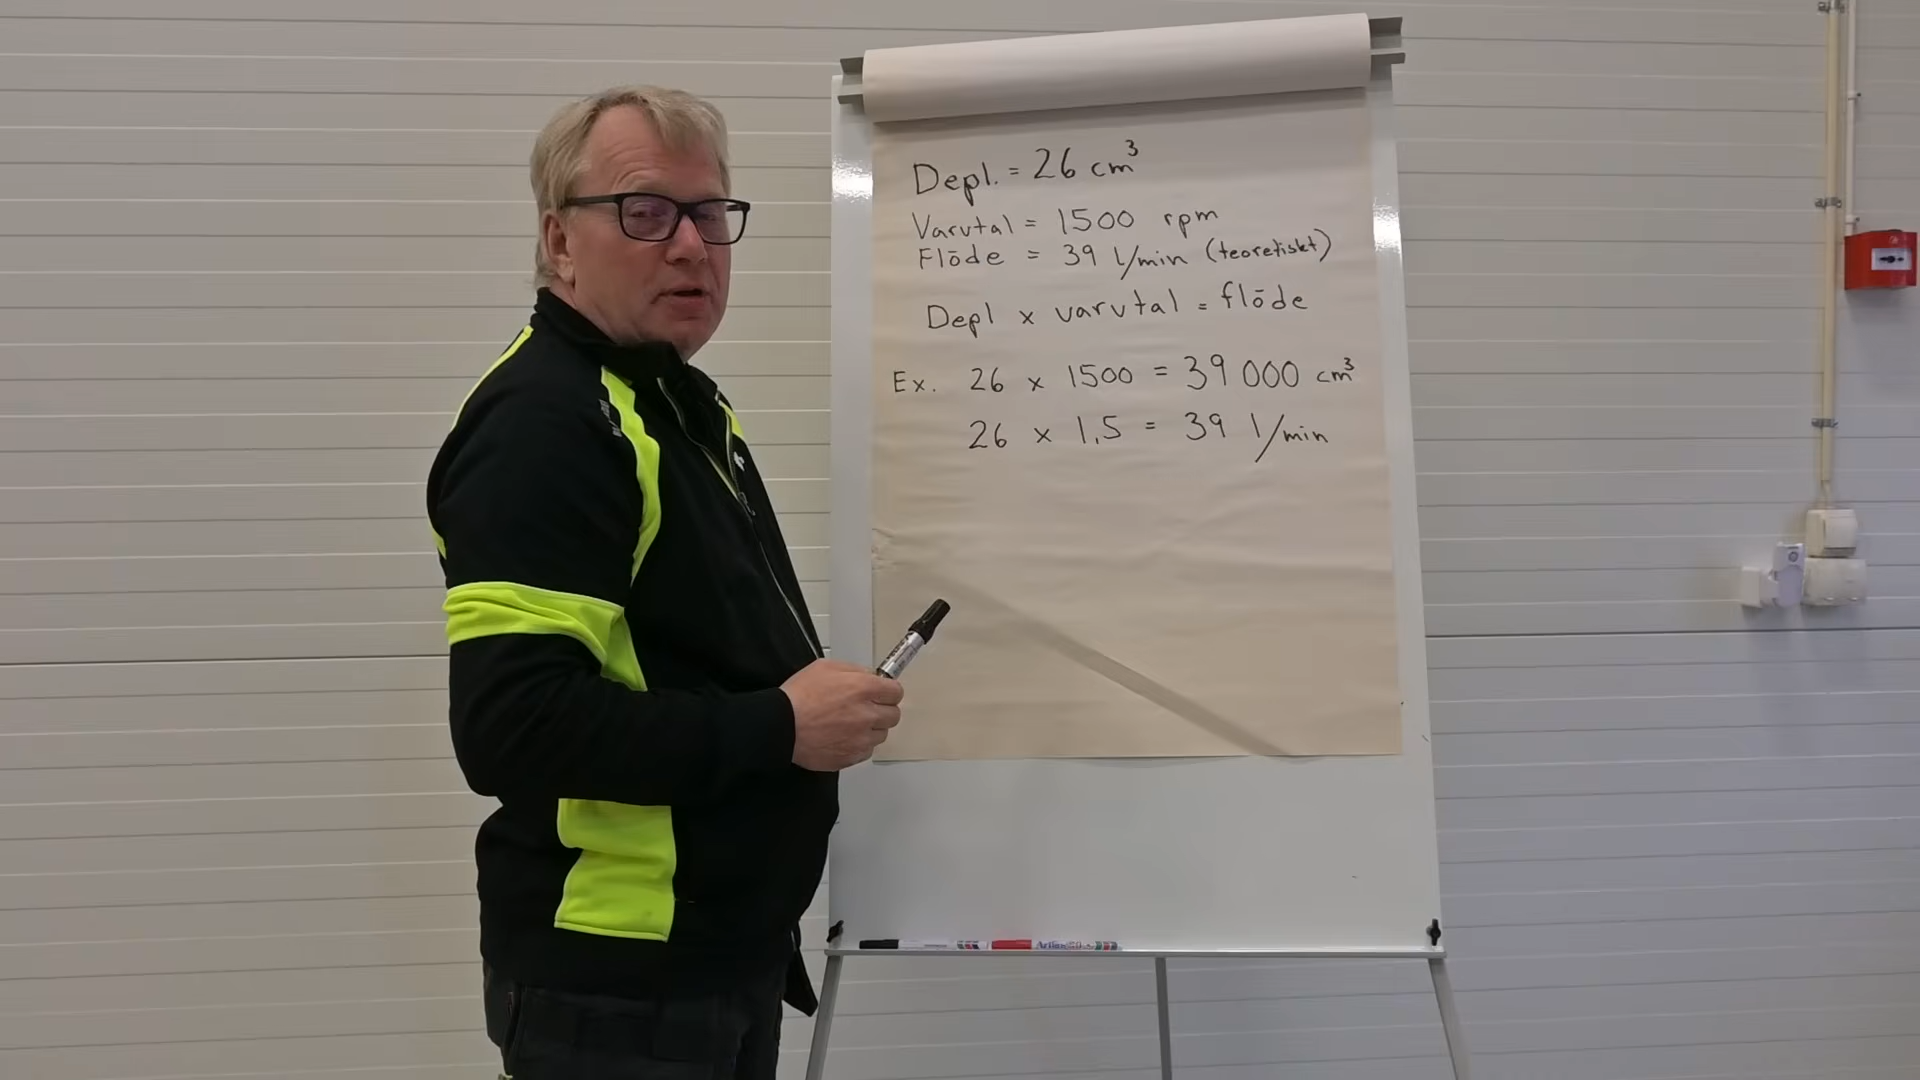 Depl. = 26 cm³
Varvtal = 1500 rpm
Flöde = 39 l/min (teoretiskt)
Depl x varvtal = flöde
Ex. 26 x 1500 = 39 000 cm³
26 x 1,5 = 39 l/min
Artline